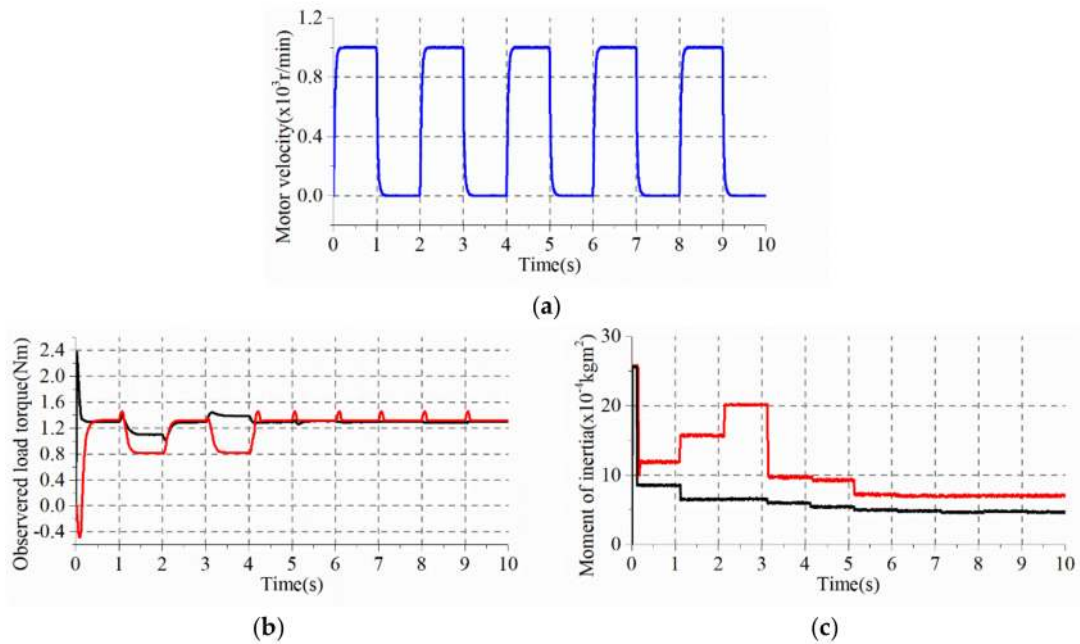 1.2
0.8
0.4
0.0
Motor velocity(x10³r/min)
0 1 2 3 4 5 6 7 8 9 10
Time(s)
(a)
2.4
2.0
1.6
1.2
0.8
0.4
0.0
-0.4
Obsevered load torque(Nm)
0 1 2 3 4 5 6 7 8 9 10
Time(s)
(b)
30
20
10
0
Moment of inertia(x10⁻⁴kgm²)
0 1 2 3 4 5 6 7 8 9 10
Time(s)
(c)